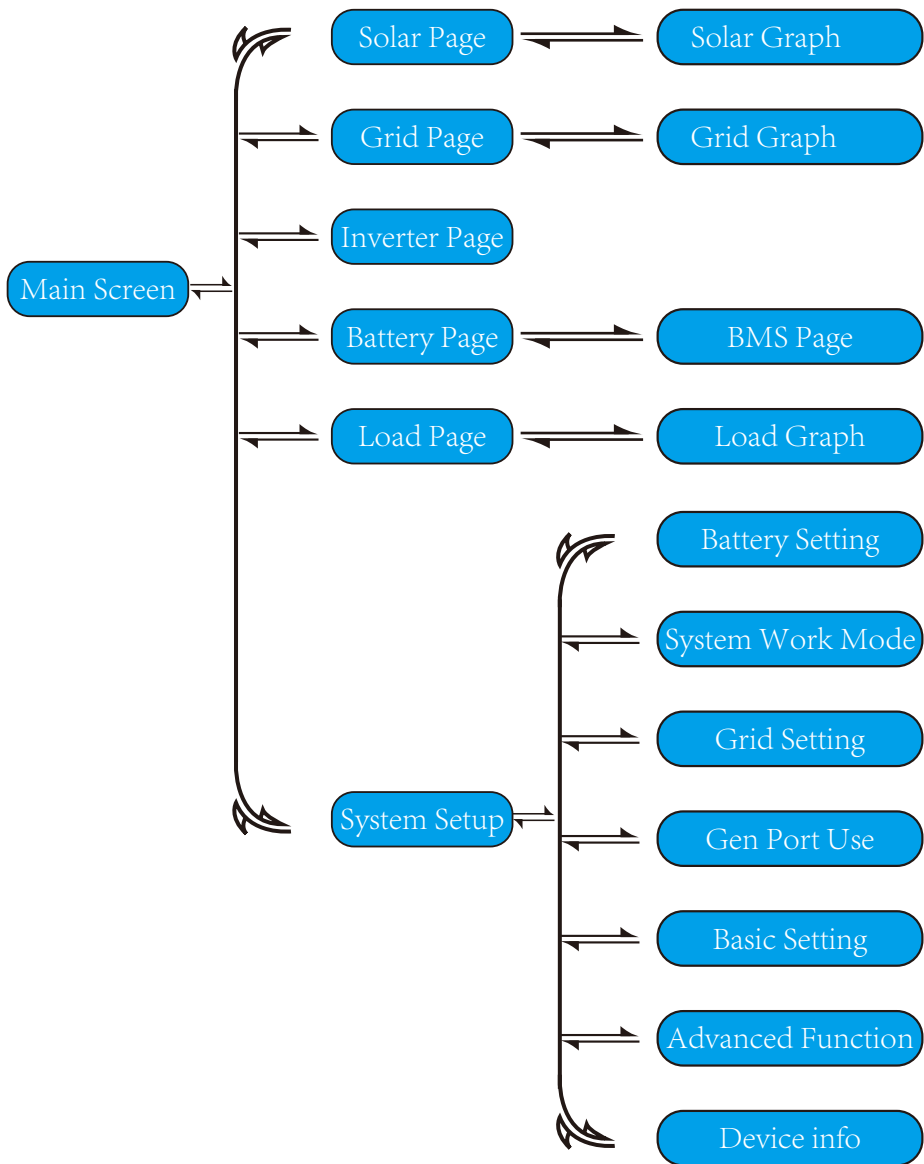 Solar Page
Solar Graph
Grid Page
Grid Graph
Inverter Page
Main Screen
Battery Page
BMS Page
Load Page
Load Graph
Battery Setting
System Work Mode
Grid Setting
System Setup
Gen Port Use
Basic Setting
Advanced Function
Device info